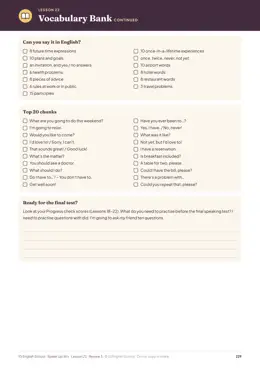 LESSON 22
Vocabulary Bank CONTINUED
Can you say it in English?
8 future time expressions
10 plans and goals
an invitation, and yes / no answers
6 health problems
6 pieces of advice
6 rules at work or in public
15 participles
10 once-in-a-lifetime experiences
once, twice, never, not yet
10 action words
8 hotel words
8 restaurant words
3 travel problems
Top 20 chunks
What are you going to do this weekend?
I'm going to relax.
Would you like to come?
I'd love to! / Sorry, I can't.
That sounds great! / Good luck!
What's the matter?
You should see a doctor.
What should I do?
Do I have to…? - You don't have to.
Get well soon!
Have you ever been to…?
Yes, I have. / No, never!
What was it like?
Not yet, but I'd love to!
I have a reservation.
Is breakfast included?
A table for two, please.
Could I have the bill, please?
There's a problem with…
Could you repeat that, please?
Ready for the final test?
Look at your Progress check scores (Lessons 18–22). What do you need to practise before the final speaking test? I
need to practise questions with did. I'm going to ask my friend ten questions.
229